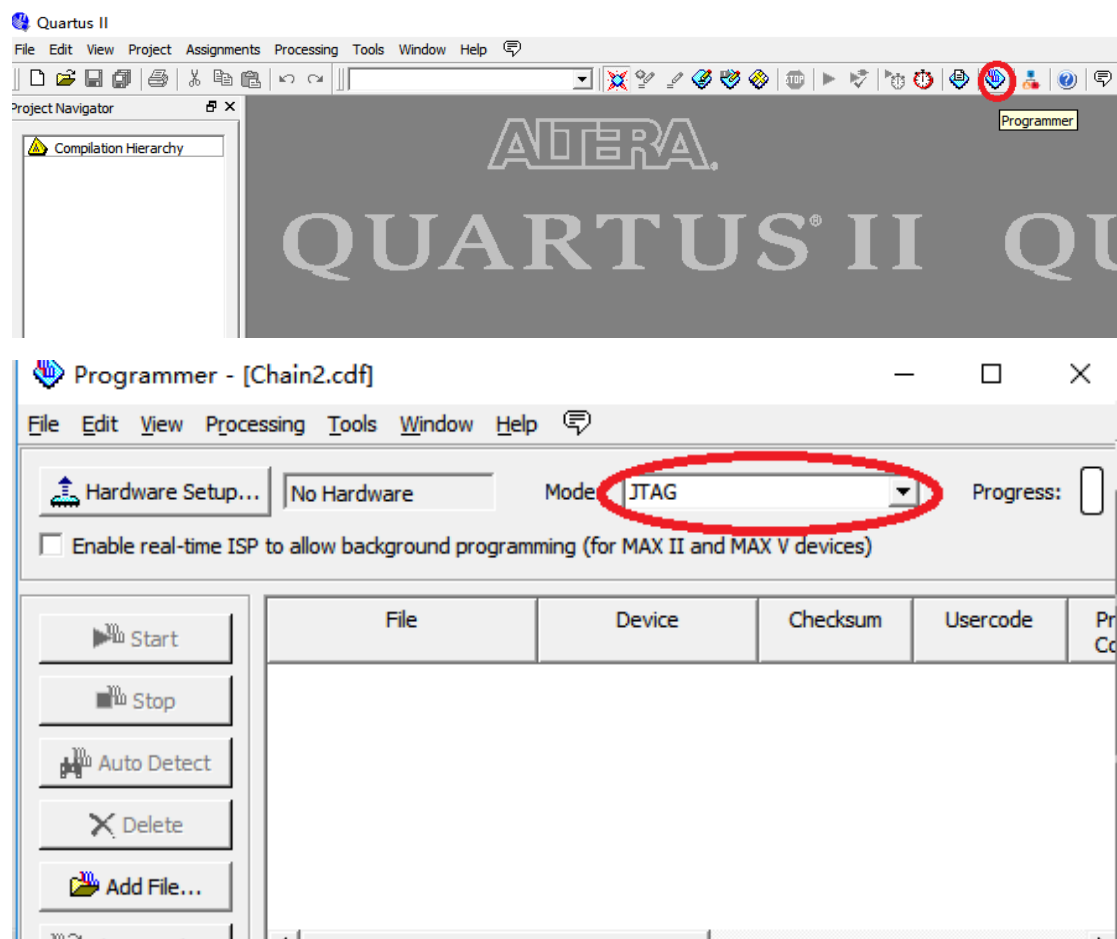 Quartus II
File Edit View Project Assignments Processing Tools Window Help
STOP
Project Navigator
Compilation Hierarchy
Programmer
ALTERA®
QUARTUS® II QU
Programmer - [Chain2.cdf]
File Edit View Processing Tools Window Help
Hardware Setup... No Hardware Mode JTAG Progress:
Enable real-time ISP to allow background programming (for MAX II and MAX V devices)
File Device Checksum Usercode Pr
Co
Start
Stop
Auto Detect
Delete
Add File...